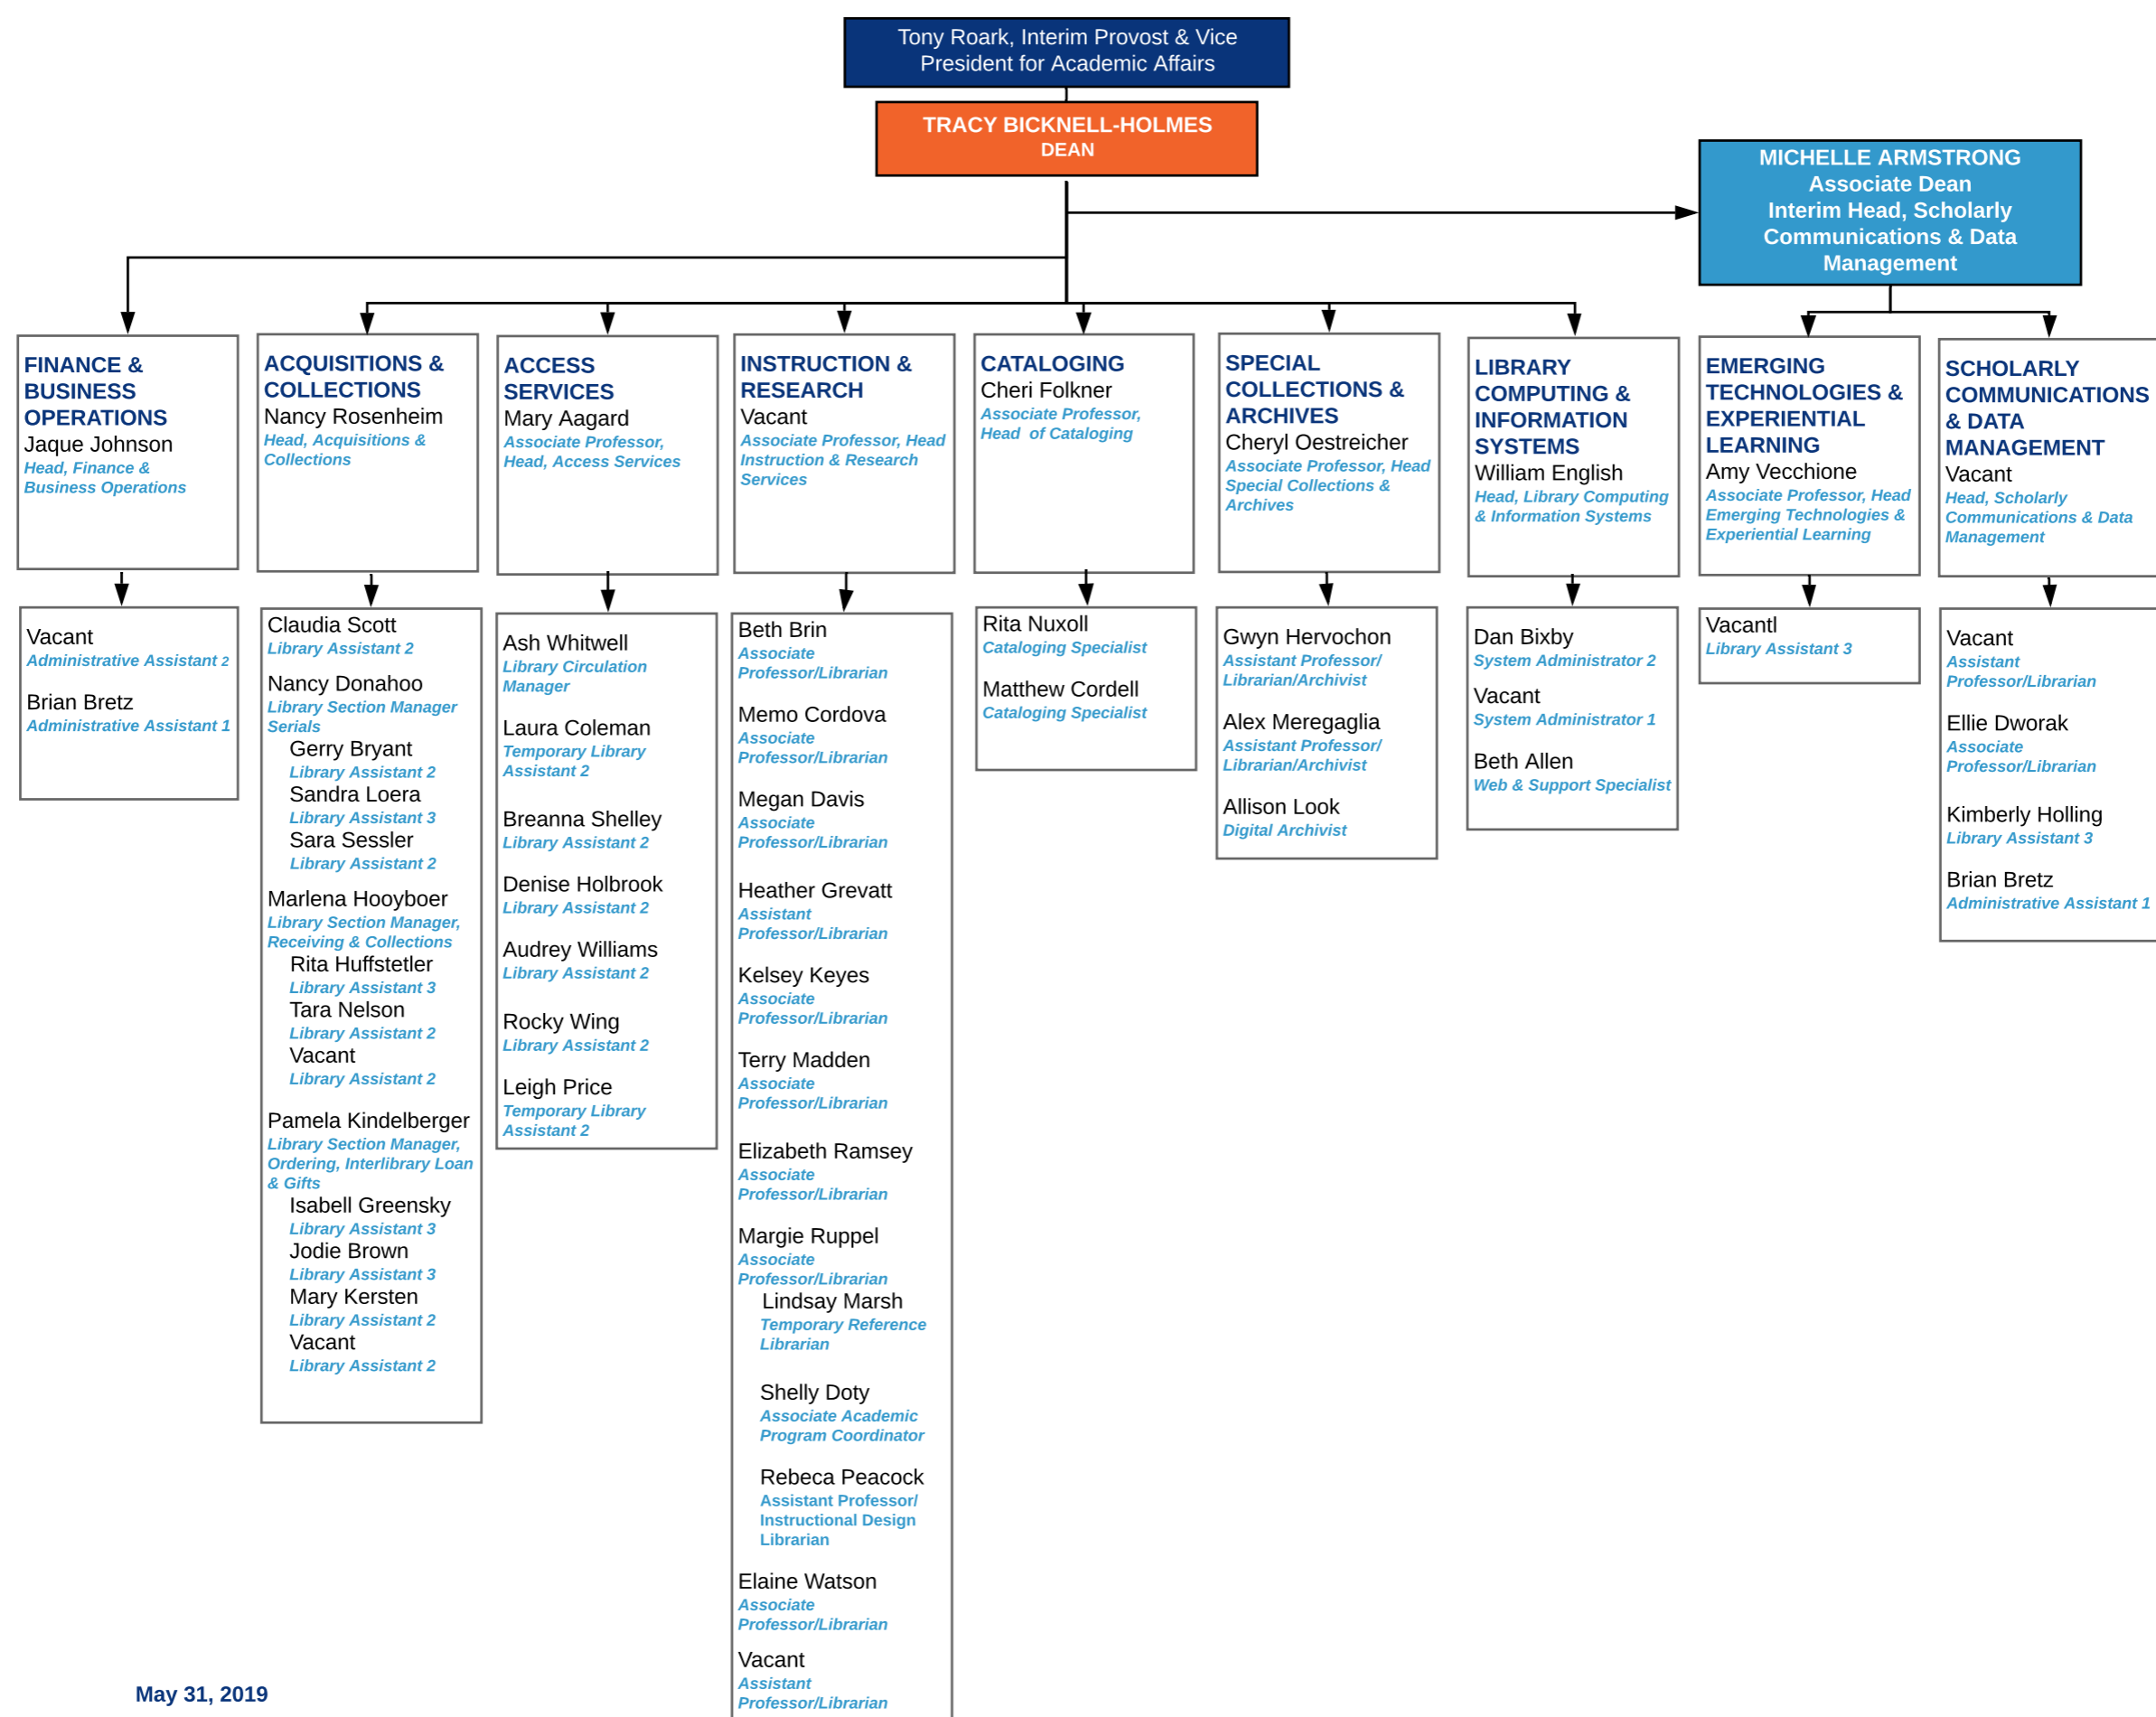 Tony Roark, Interim Provost & Vice
President for Academic Affairs
TRACY BICKNELL-HOLMES
DEAN
MICHELLE ARMSTRONG
Associate Dean
Interim Head, Scholarly
Communications & Data
Management
FINANCE &
BUSINESS
OPERATIONS
Jaque Johnson
Head, Finance &
Business Operations
ACQUISITIONS &
COLLECTIONS
Nancy Rosenheim
Head, Acquisitions &
Collections
ACCESS
SERVICES
Mary Aagard
Associate Professor,
Head, Access Services
INSTRUCTION &
RESEARCH
Vacant
Associate Professor, Head
Instruction & Research
Services
CATALOGING
Cheri Folkner
Associate Professor,
Head of Cataloging
SPECIAL
COLLECTIONS &
ARCHIVES
Cheryl Oestreicher
Associate Professor, Head
Special Collections &
Archives
LIBRARY
COMPUTING &
INFORMATION
SYSTEMS
William English
Head, Library Computing
& Information Systems
EMERGING
TECHNOLOGIES &
EXPERIENTIAL
LEARNING
Amy Vecchione
Associate Professor, Head
Emerging Technologies &
Experiential Learning
SCHOLARLY
COMMUNICATIONS
& DATA
MANAGEMENT
Vacant
Head, Scholarly
Communications & Data
Management
Vacant
Administrative Assistant 2
Brian Bretz
Administrative Assistant 1
Claudia Scott
Library Assistant 2
Nancy Donahoo
Library Section Manager
Serials
Gerry Bryant
Library Assistant 2
Sandra Loera
Library Assistant 3
Sara Sessler
Library Assistant 2
Marlena Hooyboer
Library Section Manager,
Receiving & Collections
Rita Huffstetler
Library Assistant 3
Tara Nelson
Library Assistant 2
Vacant
Library Assistant 2
Pamela Kindelberger
Library Section Manager,
Ordering, Interlibrary Loan
& Gifts
Isabell Greensky
Library Assistant 3
Jodie Brown
Library Assistant 3
Mary Kersten
Library Assistant 2
Vacant
Library Assistant 2
Ash Whitwell
Library Circulation
Manager
Laura Coleman
Temporary Library
Assistant 2
Breanna Shelley
Library Assistant 2
Denise Holbrook
Library Assistant 2
Audrey Williams
Library Assistant 2
Rocky Wing
Library Assistant 2
Leigh Price
Temporary Library
Assistant 2
Beth Brin
Associate
Professor/Librarian
Memo Cordova
Associate
Professor/Librarian
Megan Davis
Associate
Professor/Librarian
Heather Grevatt
Assistant
Professor/Librarian
Kelsey Keyes
Associate
Professor/Librarian
Terry Madden
Associate
Professor/Librarian
Elizabeth Ramsey
Associate
Professor/Librarian
Margie Ruppel
Associate
Professor/Librarian
Lindsay Marsh
Temporary Reference
Librarian
Shelly Doty
Associate Academic
Program Coordinator
Rebeca Peacock
Assistant Professor/
Instructional Design
Librarian
Elaine Watson
Associate
Professor/Librarian
Vacant
Assistant
Professor/Librarian
Rita Nuxoll
Cataloging Specialist
Matthew Cordell
Cataloging Specialist
Gwyn Hervochon
Assistant Professor/
Librarian/Archivist
Alex Meregaglia
Assistant Professor/
Librarian/Archivist
Allison Look
Digital Archivist
Dan Bixby
System Administrator 2
Vacant
System Administrator 1
Beth Allen
Web & Support Specialist
Vacantl
Library Assistant 3
Vacant
Assistant
Professor/Librarian
Ellie Dworak
Associate
Professor/Librarian
Kimberly Holling
Library Assistant 3
Brian Bretz
Administrative Assistant 1
May 31, 2019